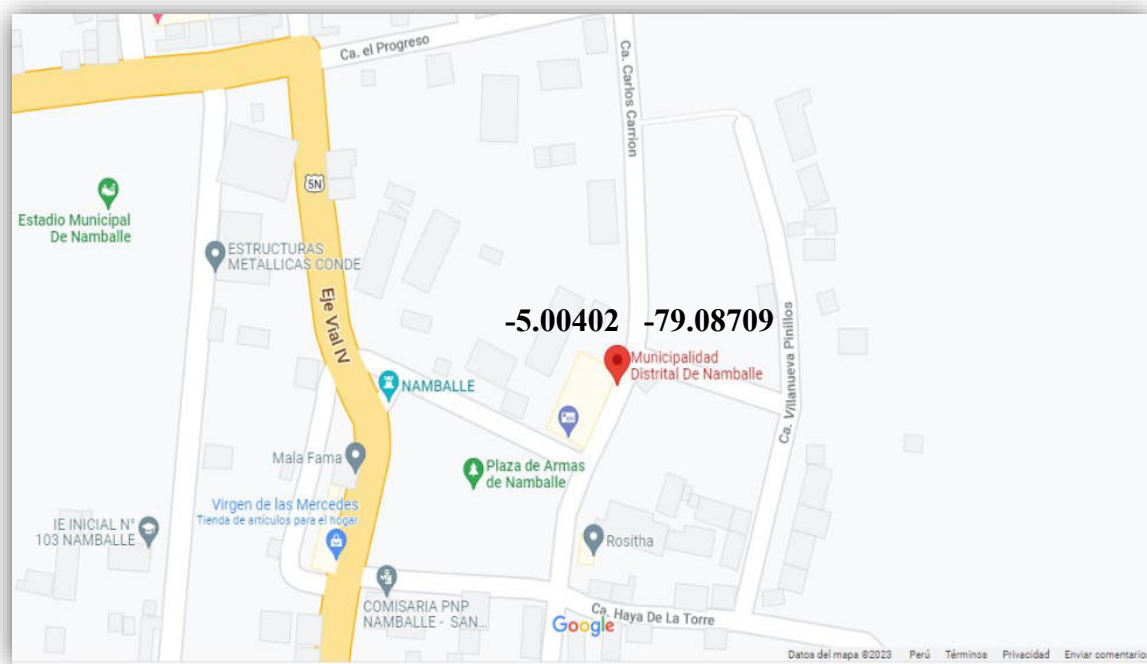 Ca. el Progreso
Ca. Carlos Carrion
5N
Estadio Municipal
De Namballe
ESTRUCTURAS
METALLICAS CONDE
Eje Vial IV
-5.00402 -79.08709
Municipalidad
Distrital De Namballe
Ca. Villanueva Pinillos
NAMBALLE
Mala Fama
Plaza de Armas
de Namballe
Virgen de las Mercedes
Tienda de artículos para el hogar
IE INICIAL N°
103 NAMBALLE
Rositha
COMISARIA PNP
NAMBALLE - SAN...
Ca. Haya De La Torre
Google
Datos del mapa ©2023 Perú Términos Privacidad Enviar comentario